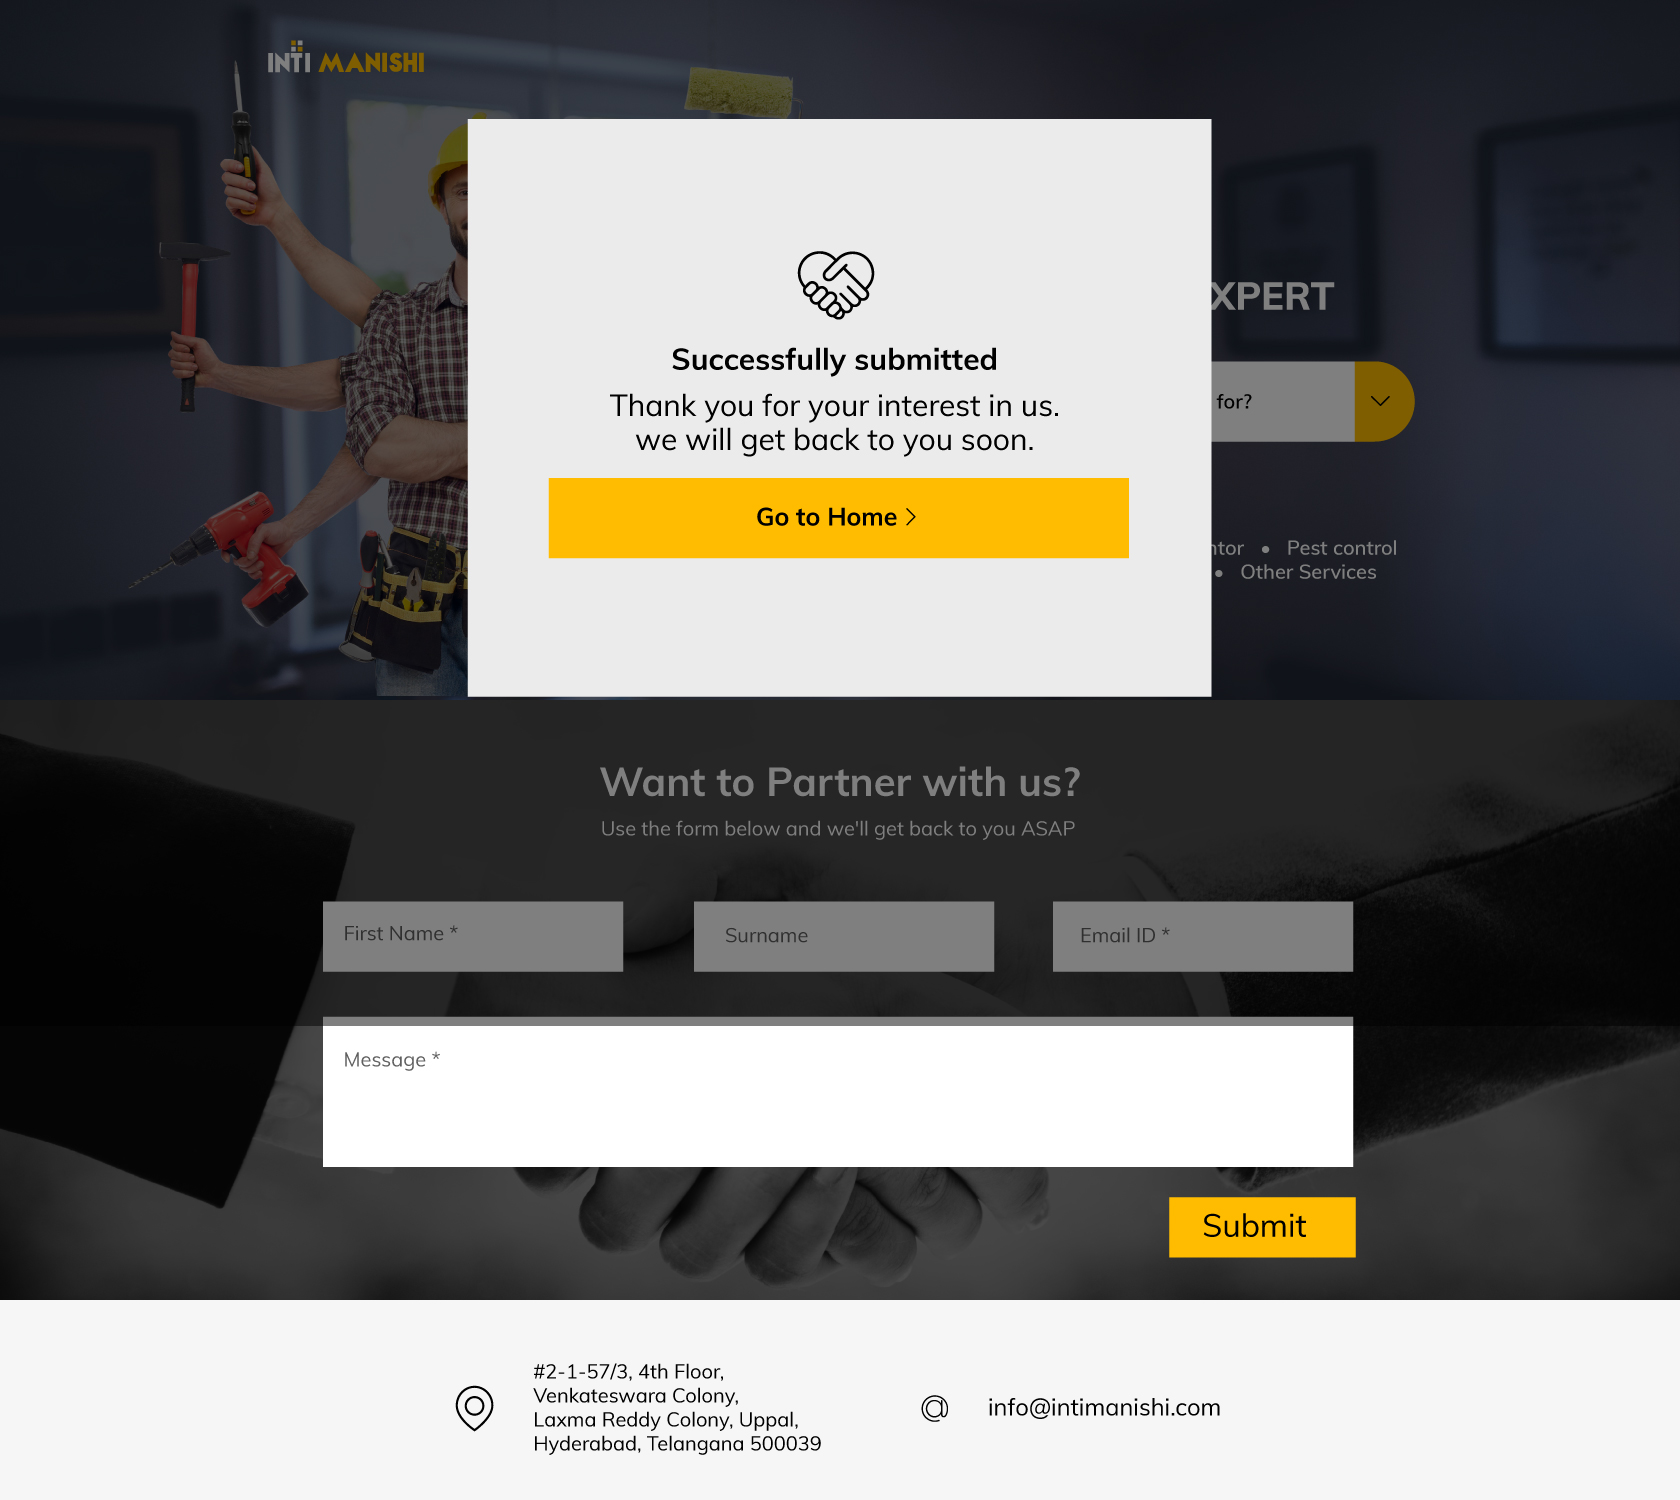 INTI MANISHI
XPERT
for?
Successfully submitted
Thank you for your interest in us.
we will get back to you soon.
Go to Home
Pest control
Other Services
Want to Partner with us?
Use the form below and we'll get back to you ASAP
First Name *
Surname
Email ID *
Message *
Submit
#2-1-57/3, 4th Floor,
Venkateswara Colony,
Laxma Reddy Colony, Uppal,
Hyderabad, Telangana 500039
info@intimanishi.com